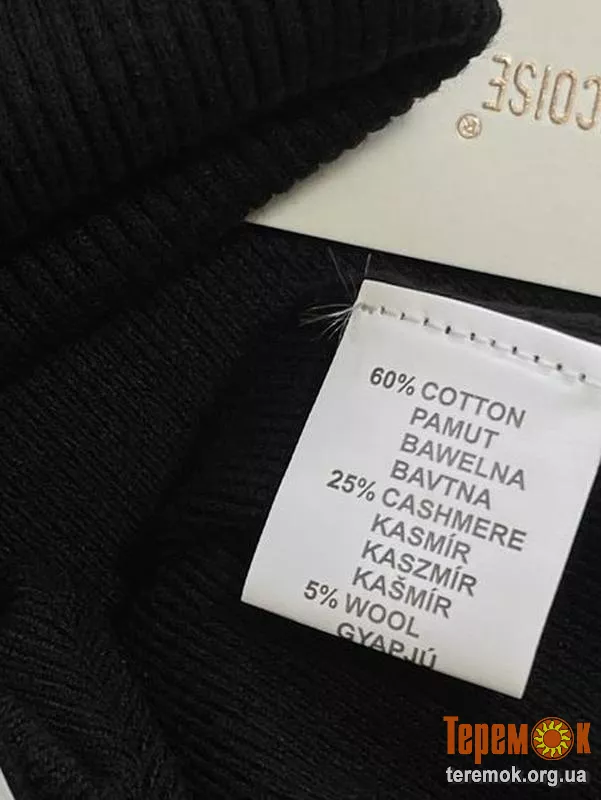 COISE
®
60% COTTON
PAMUT
BAWELNA
BAVTNA
25% CASHMERE
KASMÍR
KASZMÍR
KAŠMÍR
5% WOOL
GYAPJÚ
ТеремОк
teremok.org.ua